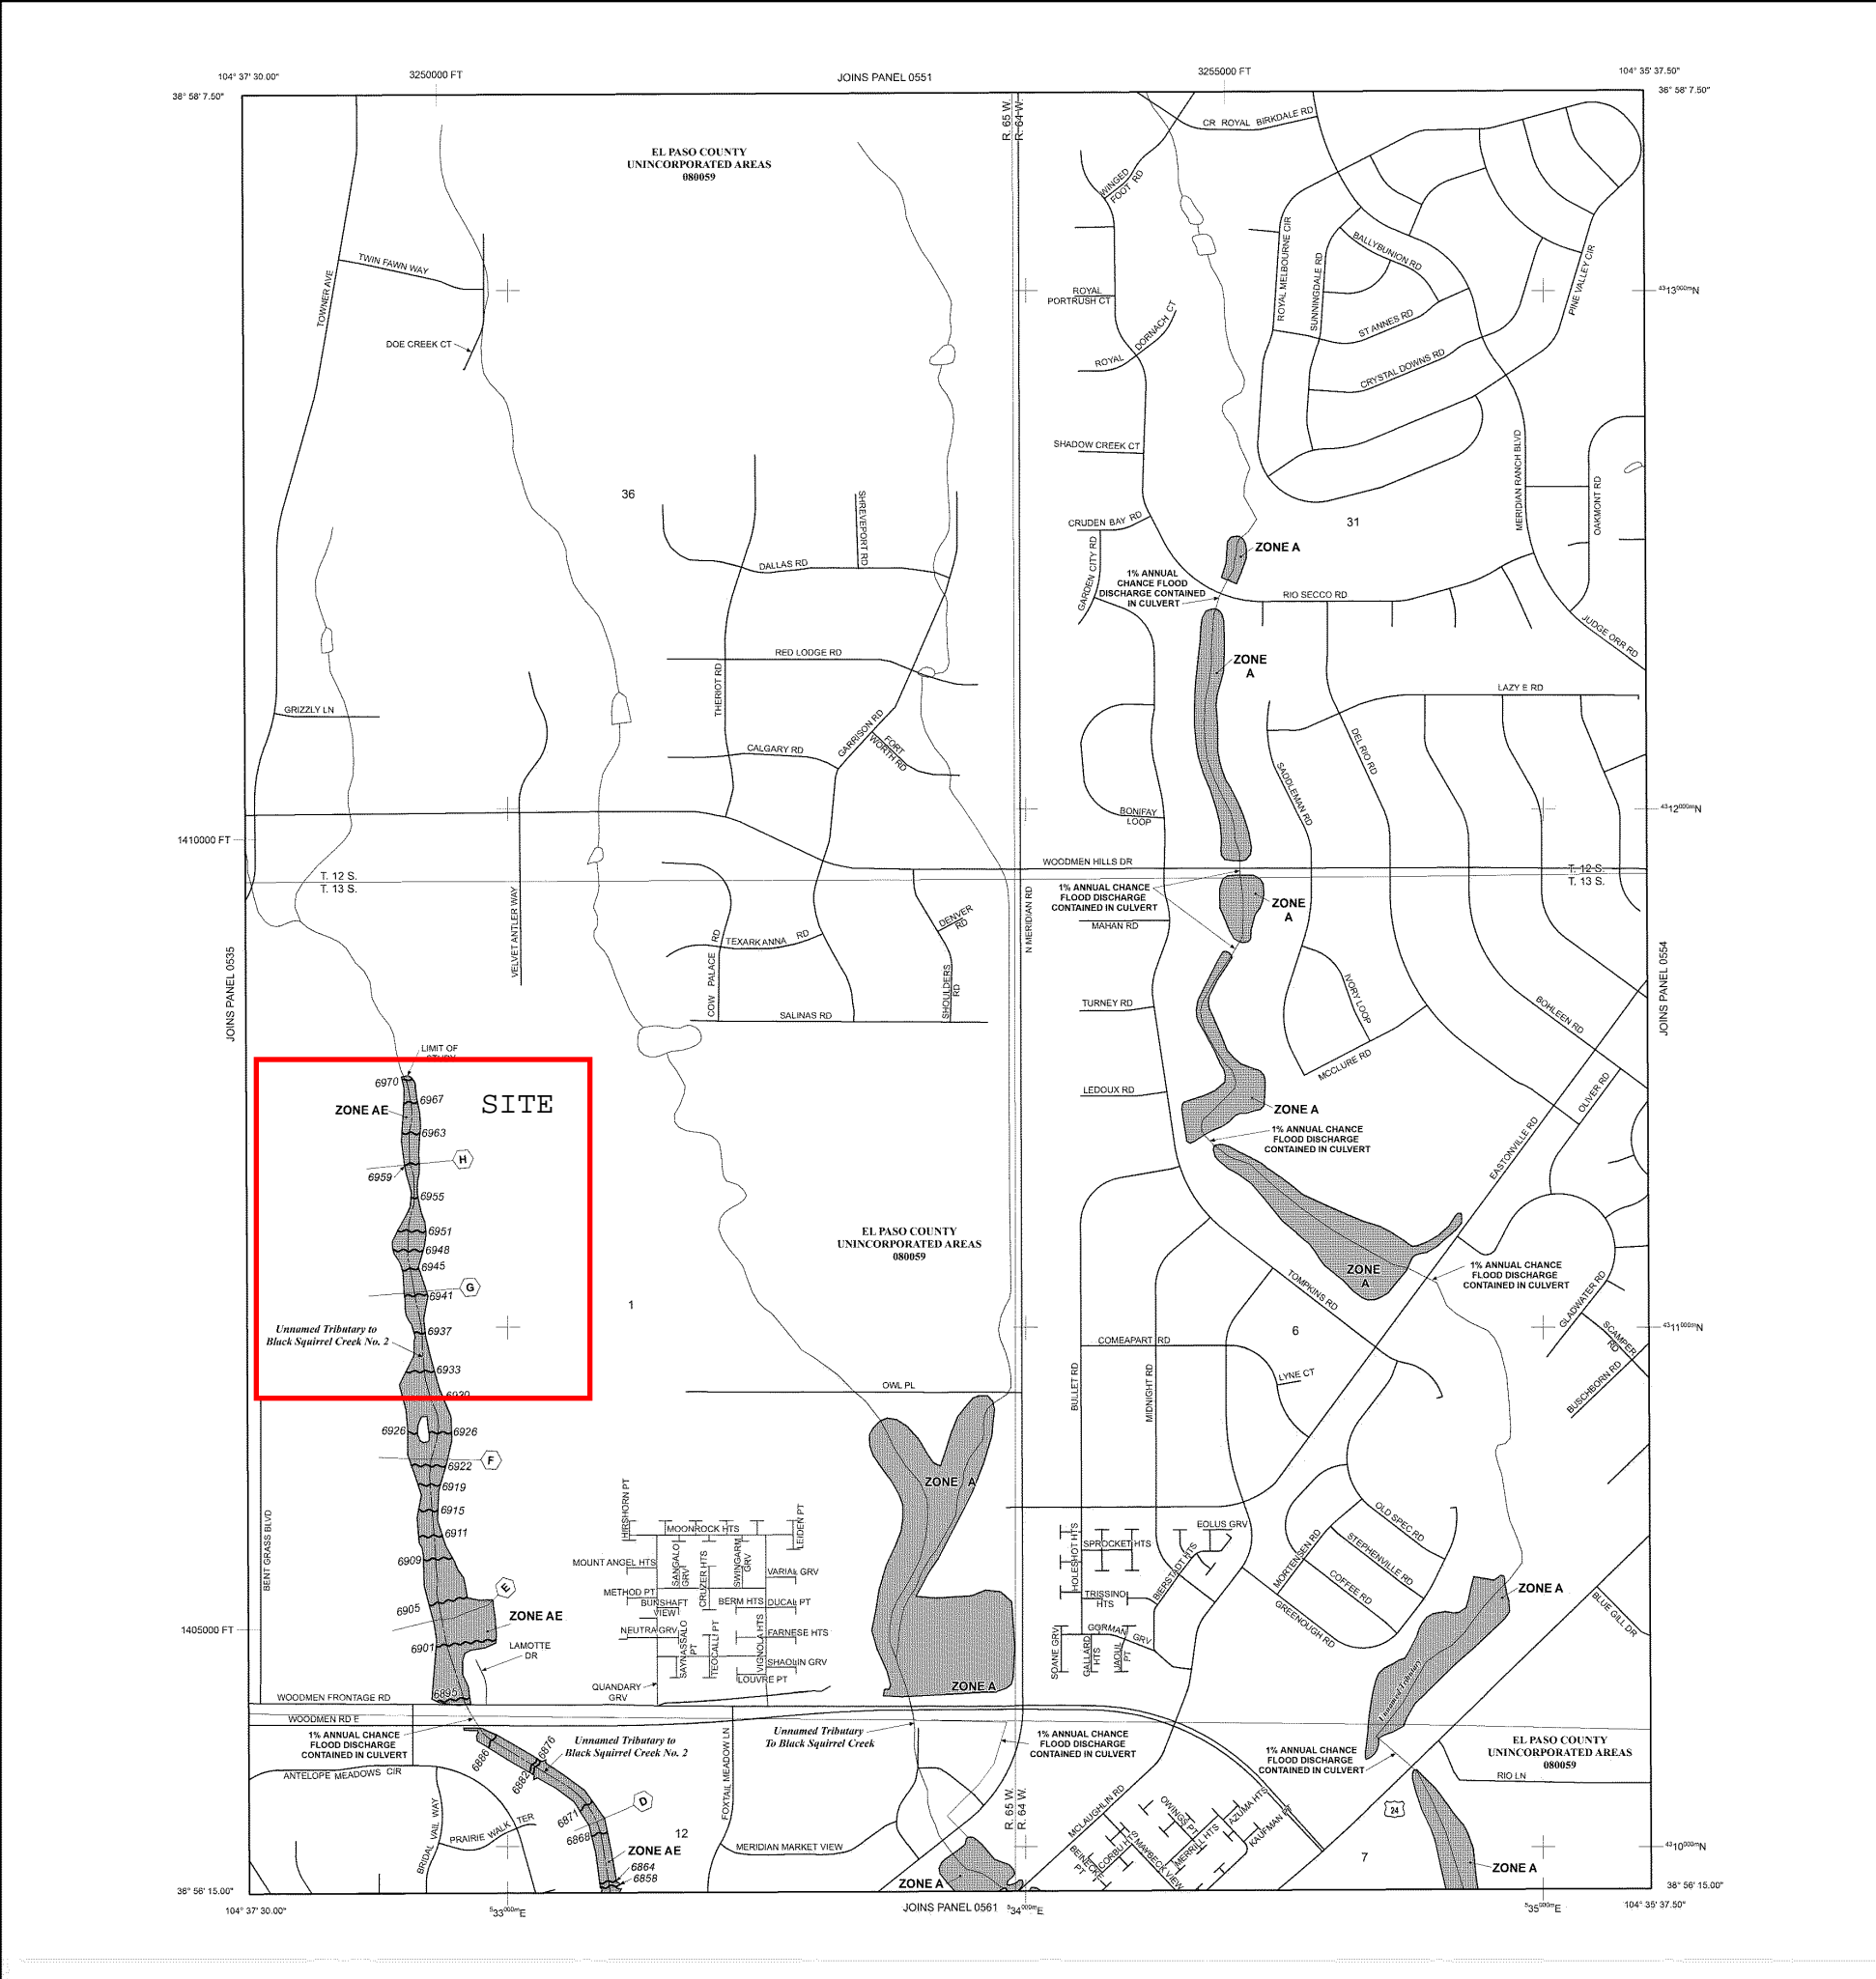 3250000 FT
JOINS PANEL 0551
3255000 FT
104° 37' 30.00"
104° 35' 37.50"
38° 58' 7.50"
36° 58' 7.50"
R. 65 W.
R. 64 W.
EL PASO COUNTY
UNINCORPORATED AREAS
080059
CR ROYAL BIRKDALE RD
WINGED
FOOT RD
TOWNER AVE
TWIN FAWN WAY
DOE CREEK CT
ROYAL
PORTRUSH CT
ROYAL DORNACH CT
ROYAL MELBOURNE CIR
SUNNINGDALE RD
BALLYBUNION RD
PINE VALLEY CIR
ST ANNES RD
CRYSTAL DOWNS RD
4313000mN
SHADOW CREEK CT
MERIDIAN RANCH BLVD
OAKMONT RD
36
31
SHREVEPORT RD
DALLAS RD
CRUDEN BAY RD
GARDEN CITY RD
ZONE A
1% ANNUAL
CHANCE FLOOD
DISCHARGE CONTAINED
IN CULVERT
RIO SECCO RD
JUDGE ORR RD
RED LODGE RD
ZONE
A
THERIOT RD
LAZY E RD
GRIZZLY LN
GARRISON RD
FORT
WORTH RD
CALGARY RD
DEL RIO RD
SADDLEMAN RD
BONIFAY
LOOP
4312000mN
1410000 FT
WOODMEN HILLS DR
T. 12 S.
T. 13 S.
T. 12 S.
T. 13 S.
1% ANNUAL CHANCE
FLOOD DISCHARGE
CONTAINED IN CULVERT
ZONE
A
MAHAN RD
N MERIDIAN RD
VELVET ANTLER WAY
DENVER
RD
TEXARKANNA RD
COW PALACE RD
SHOULDERS
RD
SALINAS RD
JOINS PANEL 0535
JOINS PANEL 0554
TURNEY RD
IVORY LOOP
BOHLEEN RD
MCCLURE RD
LIMIT OF
6970
SITE
ZONE AE
6967
6963
H
6959
6955
6951
6948
6945
G
6941
6937
Unnamed Tributary to
Black Squirrel Creek No. 2
6933
6930
LEDOUX RD
ZONE A
1% ANNUAL CHANCE
FLOOD DISCHARGE
CONTAINED IN CULVERT
OLIVER RD
EASTONVILLE RD
EL PASO COUNTY
UNINCORPORATED AREAS
080059
ZONE
A
1% ANNUAL CHANCE
FLOOD DISCHARGE
CONTAINED IN CULVERT
TOMPKINS RD
GLADWATER RD
SCAMPER
RD
BUSCHBORN RD
1
6
4311000mN
COMEAPART RD
LYNE CT
BULLET RD
MIDNIGHT RD
OWL PL
6926
6926
F
6922
6919
6915
6911
6909
E
6905
ZONE AE
6901
LAMOTTE
DR
6895
BENT GRASS BLVD
1405000 FT
ZONE A
HIRSHORN PT
MOONROCK HTS
LEIDEN PT
MOUNT ANGEL HTS
SANGALO
GRV
CRUZER HTS
SWINGARM
GRV
VARIAL GRV
METHOD PT
BUNSHAFT
VIEW
BERM HTS
DUCAL PT
NEUTRA GRV
SAYNASSALO
PT
TEOCALLI PT
VIGNOLA HTS
FARNESE HTS
SHAOLIN GRV
LOUVRE PT
QUANDARY
GRV
ZONE A
HOLESHOT HTS
SPROCKET HTS
EOLUS GRV
BIERSTADT HTS
TRISSINO
HTS
GORMAN GRV
SOANE GRV
GALLARD
HTS
JAOUL
PT
OLD SPEC RD
STEPHENVILLE RD
MORTENSEN RD
COFFEE RD
GREENOUGH RD
ZONE A
BLUE GILL DR
Unnamed Tributary
WOODMEN FRONTAGE RD
WOODMEN RD E
1% ANNUAL CHANCE
FLOOD DISCHARGE
CONTAINED IN CULVERT
Unnamed Tributary to
Black Squirrel Creek No. 2
Unnamed Tributary
To Black Squirrel Creek
1% ANNUAL CHANCE
FLOOD DISCHARGE
CONTAINED IN CULVERT
1% ANNUAL CHANCE
FLOOD DISCHARGE
CONTAINED IN CULVERT
EL PASO COUNTY
UNINCORPORATED AREAS
080059
RIO LN
ANTELOPE MEADOWS CIR
6886
6882
6876
6871
6868
D
12
ZONE AE
6864
6858
BRIDAL VAIL WAY
PRAIRIE WALK TER
FOXTAIL MEADOW LN
MERIDIAN MARKET VIEW
R. 65 W.
R. 64 W.
MCLAUGHLIN RD
OWINGS PT
AZUMA HTS
KAUFMAN PT
MERRILL HTS
S MAYBECK VIEW
CORBU HTS
BEINECKE
PT
24
7
4310000mN
ZONE A
ZONE A
38° 56' 15.00"
38° 56' 15.00"
104° 37' 30.00"
533000mE
JOINS PANEL 0561
534000mE
535000mE
104° 35' 37.50"